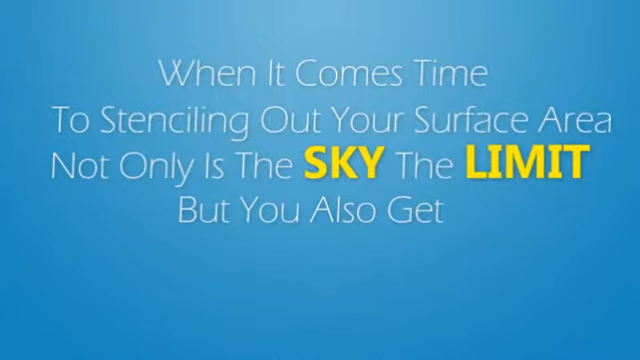 When It Comes Time
To Stenciling Out Your Surface Area
Not Only Is The SKY The LIMIT
But You Also Get